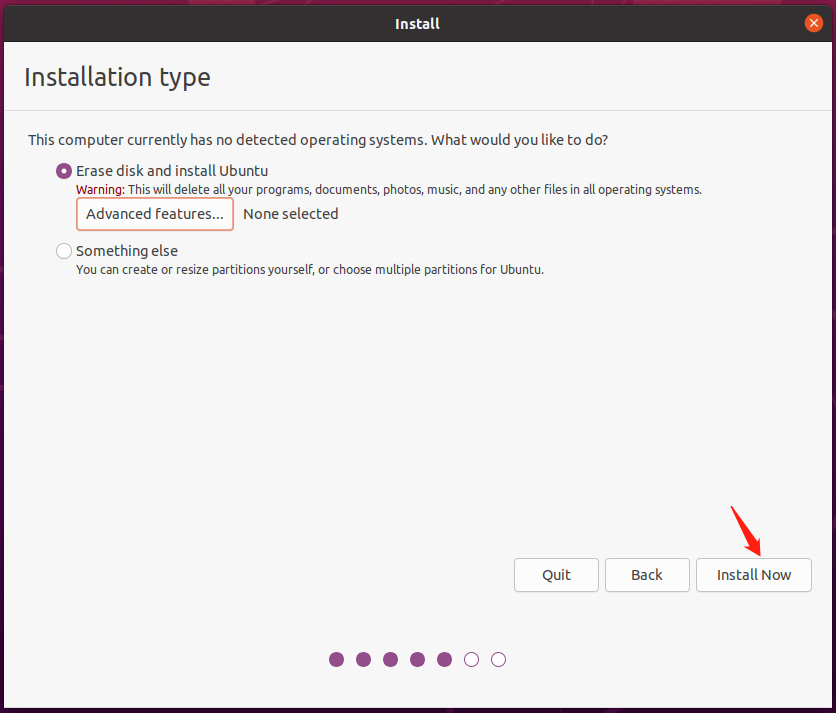 Install
Installation type
This computer currently has no detected operating systems. What would you like to do?
Erase disk and install Ubuntu
Warning: This will delete all your programs, documents, photos, music, and any other files in all operating systems.
Advanced features... None selected
Something else
You can create or resize partitions yourself, or choose multiple partitions for Ubuntu.
Quit Back Install Now